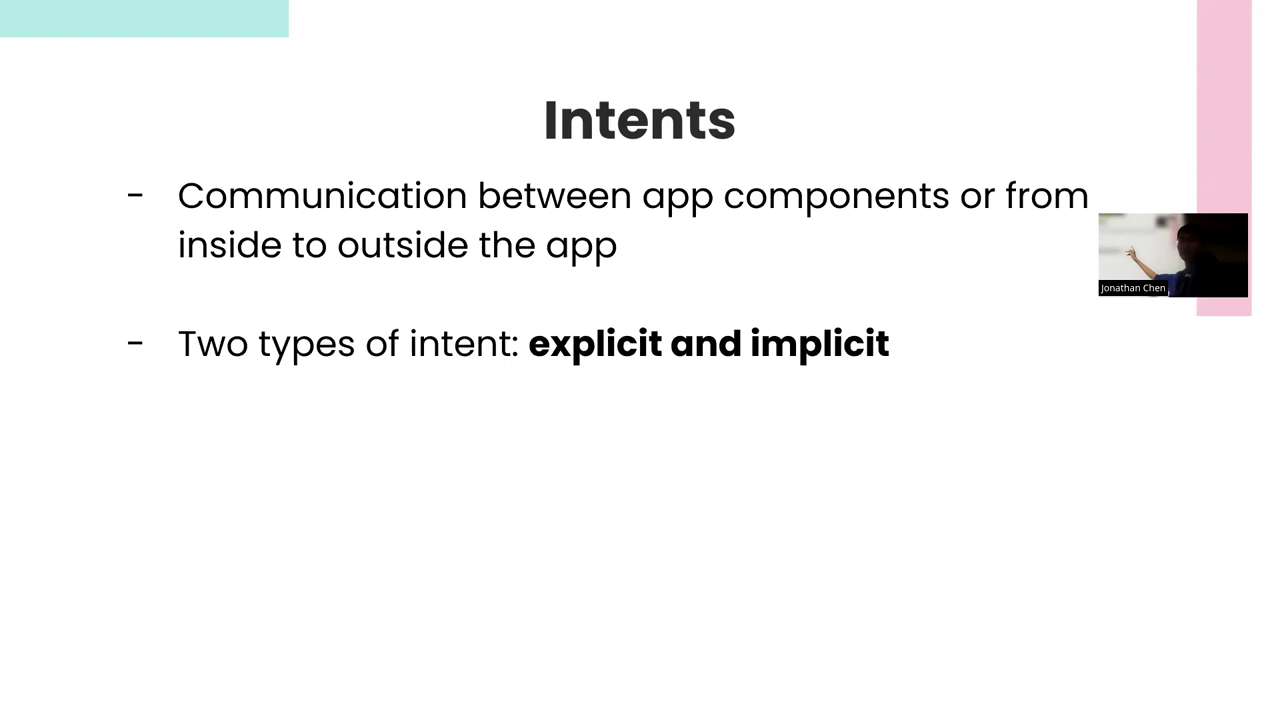 Intents
- Communication between app components or from
inside to outside the app
- Two types of intent: explicit and implicit
Jonathan Chen